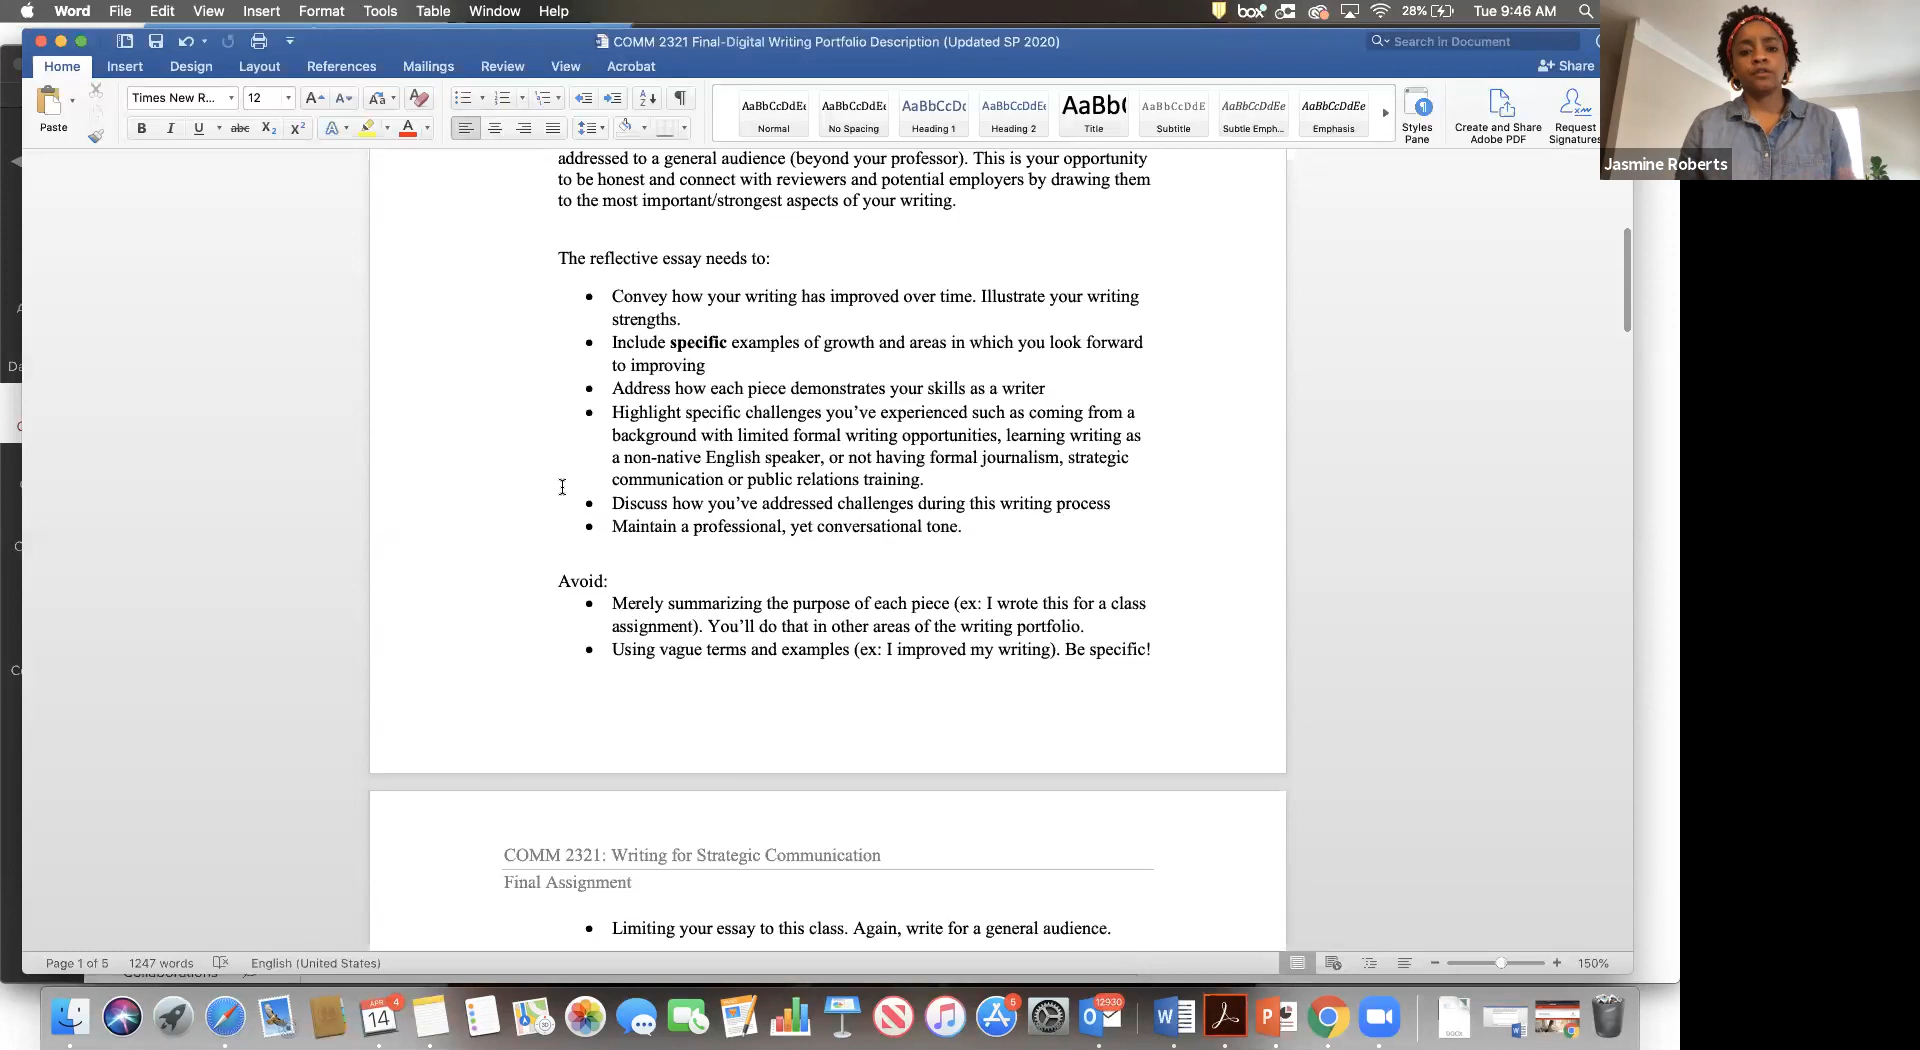 Word File Edit View Insert Format Tools Table Window Help
box 28% Tue 9:46 AM
COMM 2321 Final-Digital Writing Portfolio Description (Updated SP 2020)
Search in Document
Home Insert Design Layout References Mailings Review View Acrobat
Share
Paste
Times New R... 12
AaBbCcDdEe AaBbCcDdEe AaBbCcDc AaBbCcDdEe AaBb( AaBbCcDdE AaBbCcDdEe AaBbCcDdEe
Normal No Spacing Heading 1 Heading 2 Title Subtitle Subtle Emph... Emphasis
Styles Pane
Create and Share Adobe PDF
Request Signatures
Jasmine Roberts
addressed to a general audience (beyond your professor). This is your opportunity
to be honest and connect with reviewers and potential employers by drawing them
to the most important/strongest aspects of your writing.
The reflective essay needs to:
• Convey how your writing has improved over time. Illustrate your writing
strengths.
• Include specific examples of growth and areas in which you look forward
to improving
• Address how each piece demonstrates your skills as a writer
• Highlight specific challenges you’ve experienced such as coming from a
background with limited formal writing opportunities, learning writing as
a non-native English speaker, or not having formal journalism, strategic
communication or public relations training.
• Discuss how you’ve addressed challenges during this writing process
• Maintain a professional, yet conversational tone.
Avoid:
• Merely summarizing the purpose of each piece (ex: I wrote this for a class
assignment). You’ll do that in other areas of the writing portfolio.
• Using vague terms and examples (ex: I improved my writing). Be specific!
COMM 2321: Writing for Strategic Communication
Final Assignment
• Limiting your essay to this class. Again, write for a general audience.
Page 1 of 5 1247 words English (United States)
150%
APR 14
4
5
12930